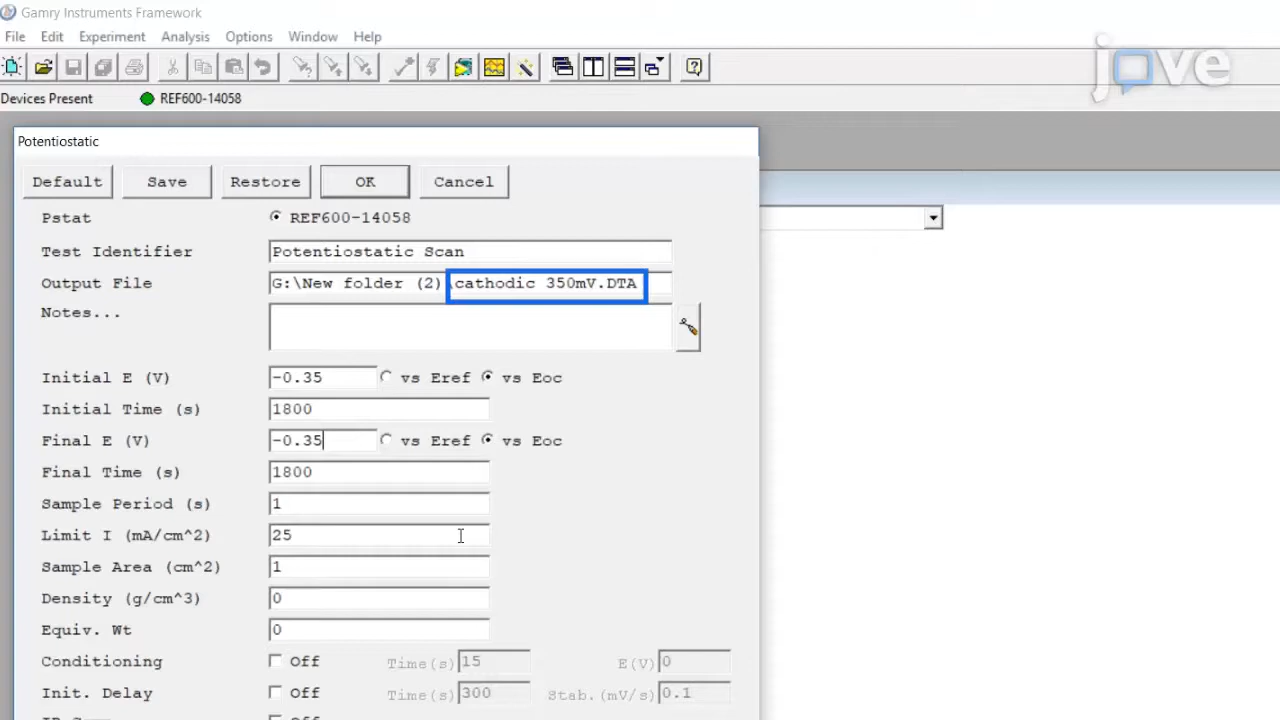 Gamry Instruments Framework
File Edit Experiment Analysis Options Window Help
jove
Devices Present REF600-14058
Potentiostatic
Default Save Restore OK Cancel
Pstat REF600-14058
Test Identifier Potentiostatic Scan
Output File G:\New folder (2)\cathodic 350mV.DTA
Notes...
Initial E (V) -0.35 vs Eref vs Eoc
Initial Time (s) 1800
Final E (V) -0.35 vs Eref vs Eoc
Final Time (s) 1800
Sample Period (s) 1
Limit I (mA/cm^2) 25
Sample Area (cm^2) 1
Density (g/cm^3) 0
Equiv. Wt 0
Conditioning Off Time(s) 15 E(V) 0
Init. Delay Off Time(s) 300 Stab.(mV/s) 0.1